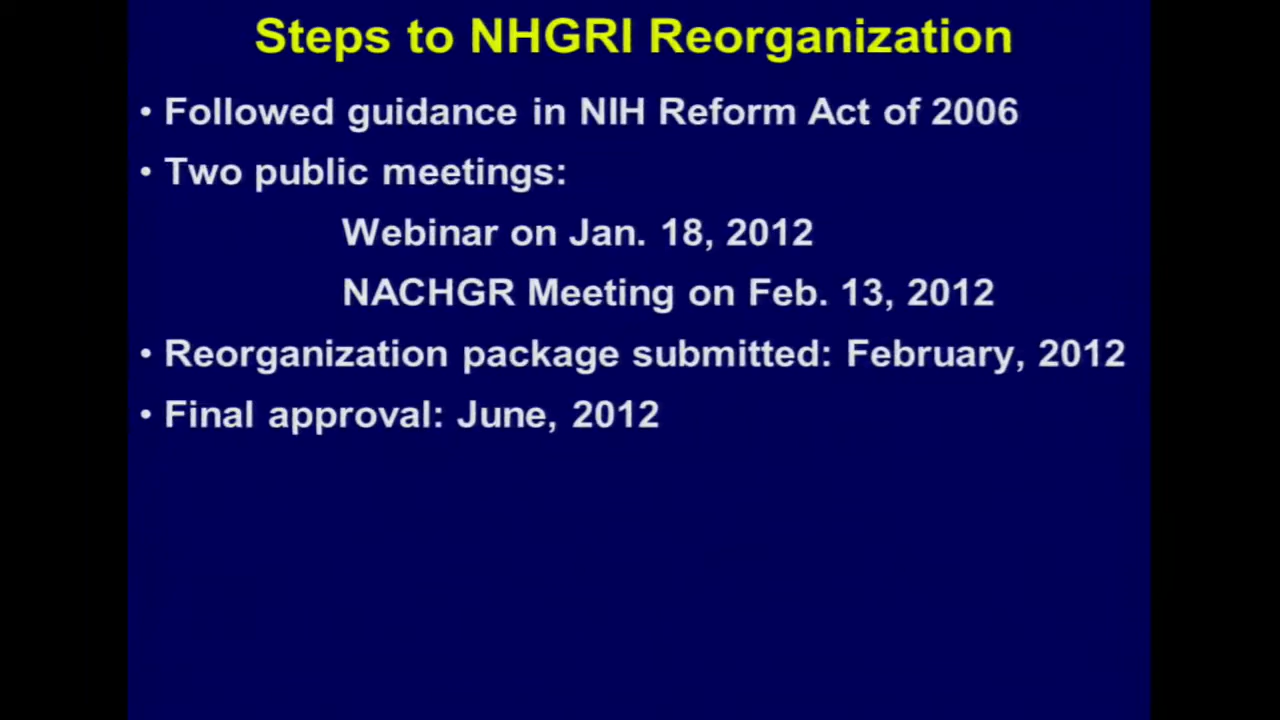 Steps to NHGRI Reorganization
• Followed guidance in NIH Reform Act of 2006
• Two public meetings:
Webinar on Jan. 18, 2012
NACHGR Meeting on Feb. 13, 2012
• Reorganization package submitted: February, 2012
• Final approval: June, 2012